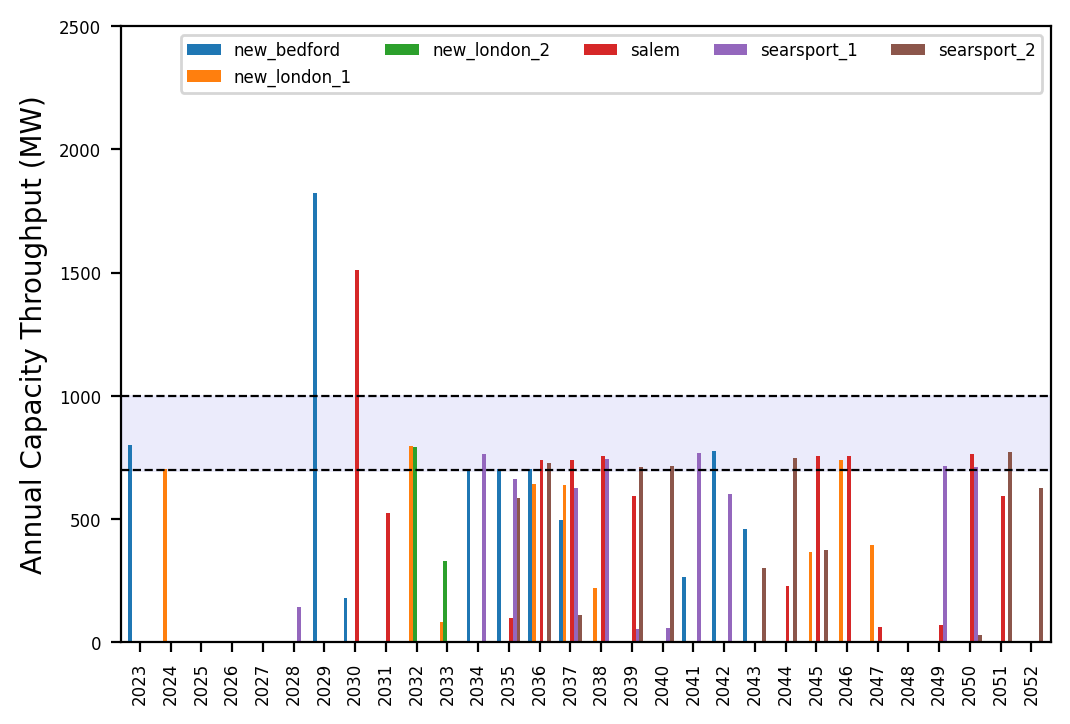 2500
2000
1500
1000
500
0
Annual Capacity Throughput (MW)
new_bedford new_london_2 salem searsport_1 searsport_2
new_london_1
2023 2024 2025 2026 2027 2028 2029 2030 2031 2032 2033 2034 2035 2036 2037 2038 2039 2040 2041 2042 2043 2044 2045 2046 2047 2048 2049 2050 2051 2052